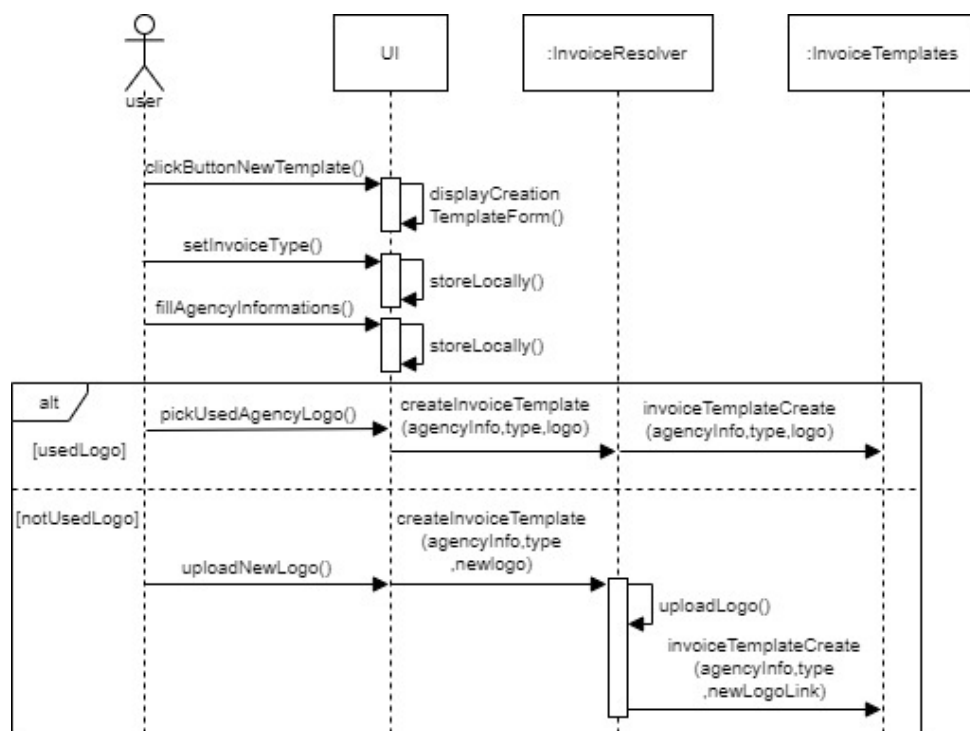 UI
:InvoiceResolver
:InvoiceTemplates
user
clickButtonNewTemplate()
displayCreation
TemplateForm()
setInvoiceType()
storeLocally()
fillAgencyInformations()
storeLocally()
alt
pickUsedAgencyLogo()
createInvoiceTemplate
(agencyInfo,type,logo)
invoiceTemplateCreate
(agencyInfo,type,logo)
[usedLogo]
[notUsedLogo]
createInvoiceTemplate
(agencyInfo,type
,newlogo)
uploadNewLogo()
uploadLogo()
invoiceTemplateCreate
(agencyInfo,type
,newLogoLink)